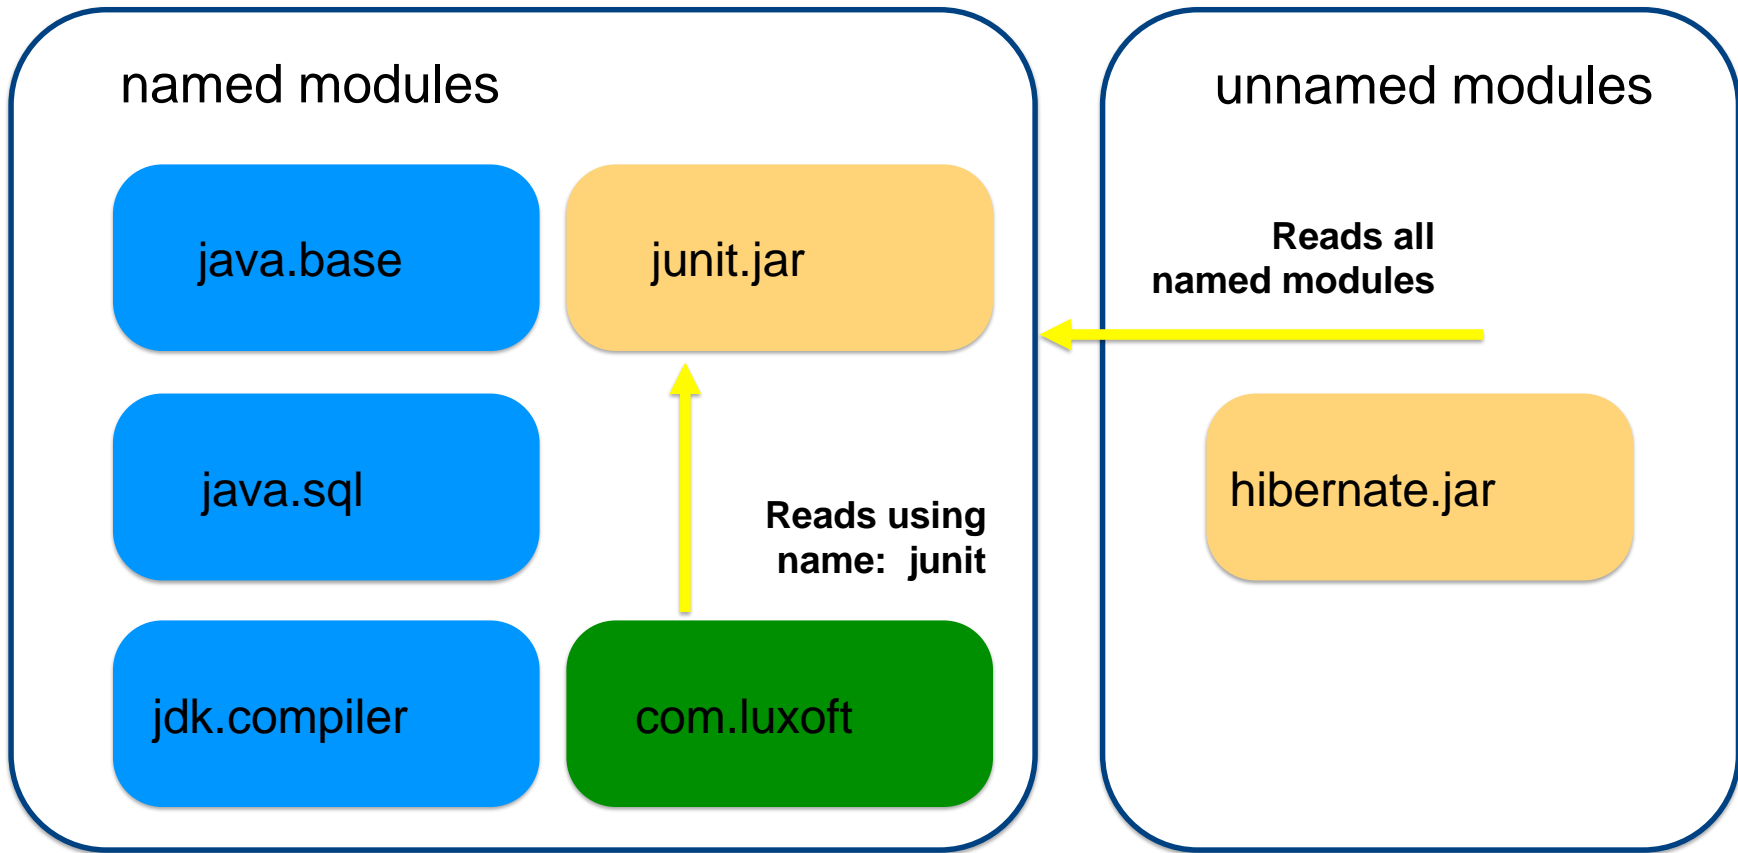 named modules
unnamed modules
java.base
junit.jar
Reads all
named modules
java.sql
hibernate.jar
Reads using
name:  junit
jdk.compiler
com.luxoft